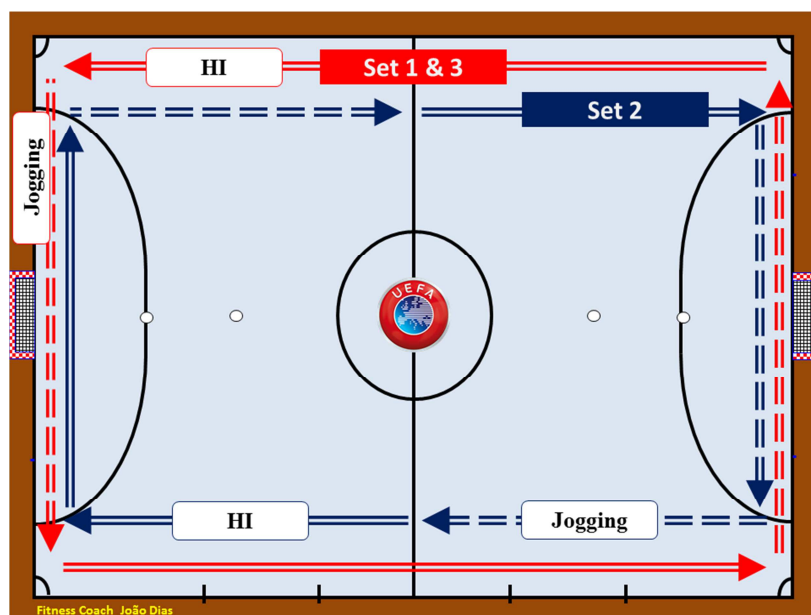 HI
Set 1 & 3
Set 2
Jogging
UEFA
HI
Jogging
Fitness Coach João Dias